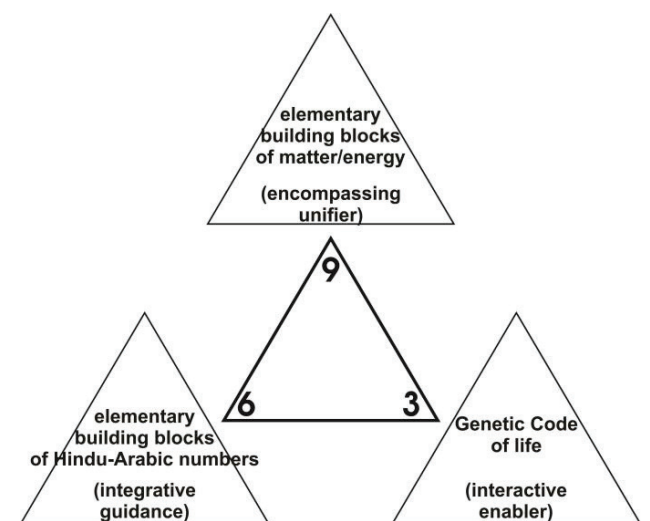 elementary
building blocks
of matter/energy
(encompassing
unifier)
9
6
3
elementary
building blocks
of Hindu-Arabic numbers
(integrative
guidance)
Genetic Code
of life
(interactive
enabler)